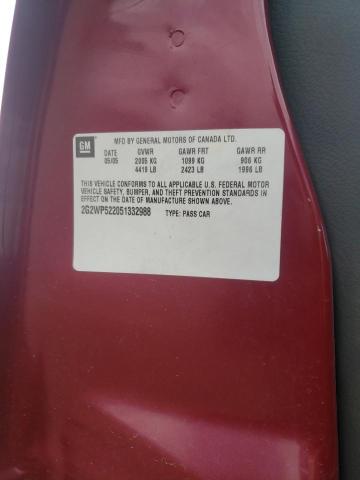 GM
MFD BY GENERAL MOTORS OF CANADA LTD.
DATE GVWR GAWR FRT GAWR RR
05/05 2005 KG 1099 KG 906 KG
4419 LB 2423 LB 1996 LB
THIS VEHICLE CONFORMS TO ALL APPLICABLE U.S. FEDERAL MOTOR
VEHICLE SAFETY, BUMPER, AND THEFT PREVENTION STANDARDS IN
EFFECT ON THE DATE OF MANUFACTURE SHOWN ABOVE.
2G2WP522051332988 TYPE: PASS CAR